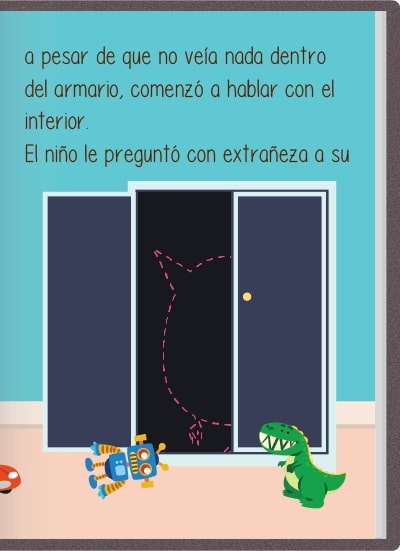 a pesar de que no veía nada dentro
del armario, comenzó a hablar con el
interior.
El niño le preguntó con extrañeza a su